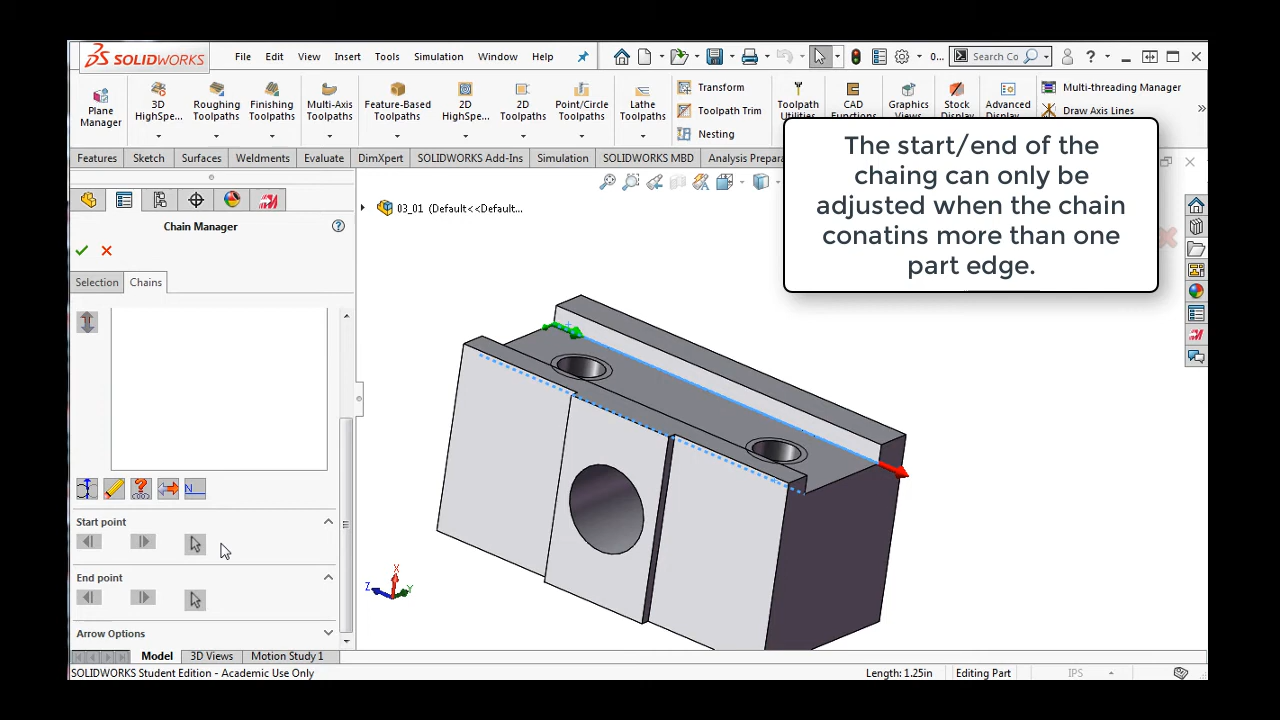 SOLIDWORKS
File Edit View Insert Tools Simulation Window Help
0... Search Co
Plane Manager
3D HighSpe...
Roughing Toolpaths
Finishing Toolpaths
Multi-Axis Toolpaths
Feature-Based Toolpaths
2D HighSpe...
2D Toolpaths
Point/Circle Toolpaths
Lathe Toolpaths
Transform
Toolpath Trim
Nesting
Toolpath Utilities
CAD Functions
Graphics Views
Stock Display
Advanced Display
Multi-threading Manager
Draw Axis Lines
Features Sketch Surfaces Weldments Evaluate DimXpert SOLIDWORKS Add-Ins Simulation SOLIDWORKS MBD Analysis Prepara
The start/end of the
chaing can only be
adjusted when the chain
conatins more than one
part edge.
Chain Manager
03_01 (Default<<Default...
Selection Chains
Start point
End point
Arrow Options
X
Z
Y
Model 3D Views Motion Study 1
SOLIDWORKS Student Edition - Academic Use Only
Length: 1.25in Editing Part IPS